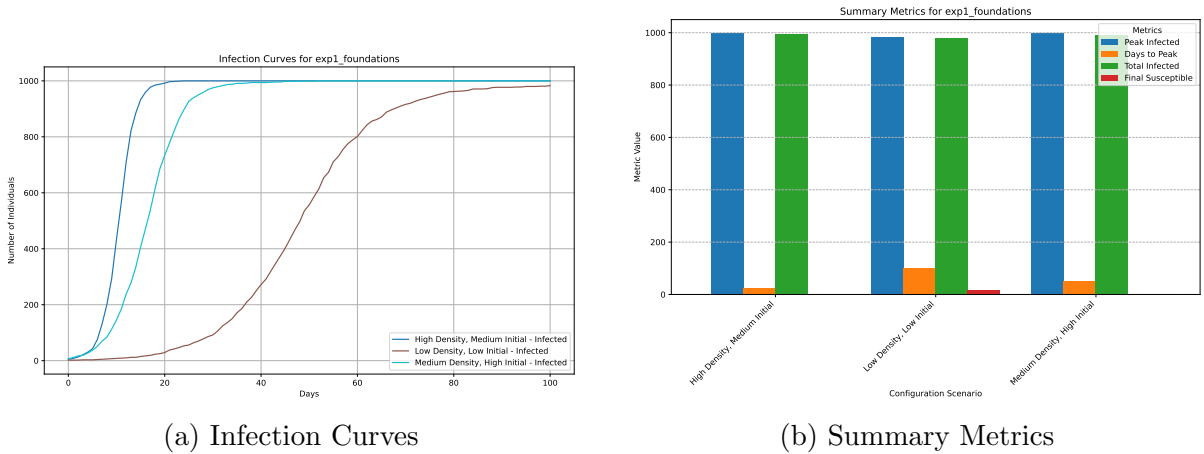 Infection Curves for exp1_foundations
Number of Individuals
1000
800
600
400
200
0
0 20 40 60 80 100
Days
High Density, Medium Initial - Infected
Low Density, Low Initial - Infected
Medium Density, High Initial - Infected
(a) Infection Curves
Summary Metrics for exp1_foundations
Metric Value
1000
800
600
400
200
0
Metrics
Peak Infected
Days to Peak
Total Infected
Final Susceptible
High Density, Medium Initial
Low Density, Low Initial
Medium Density, High Initial
Configuration Scenario
(b) Summary Metrics